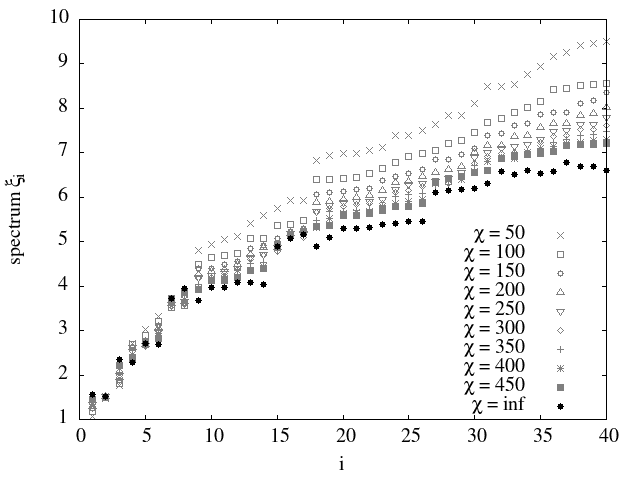 10
9
8
7
6
5
4
3
2
1
spectrum ξi
0 5 10 15 20 25 30 35 40
i
χ = 50
χ = 100
χ = 150
χ = 200
χ = 250
χ = 300
χ = 350
χ = 400
χ = 450
χ = inf